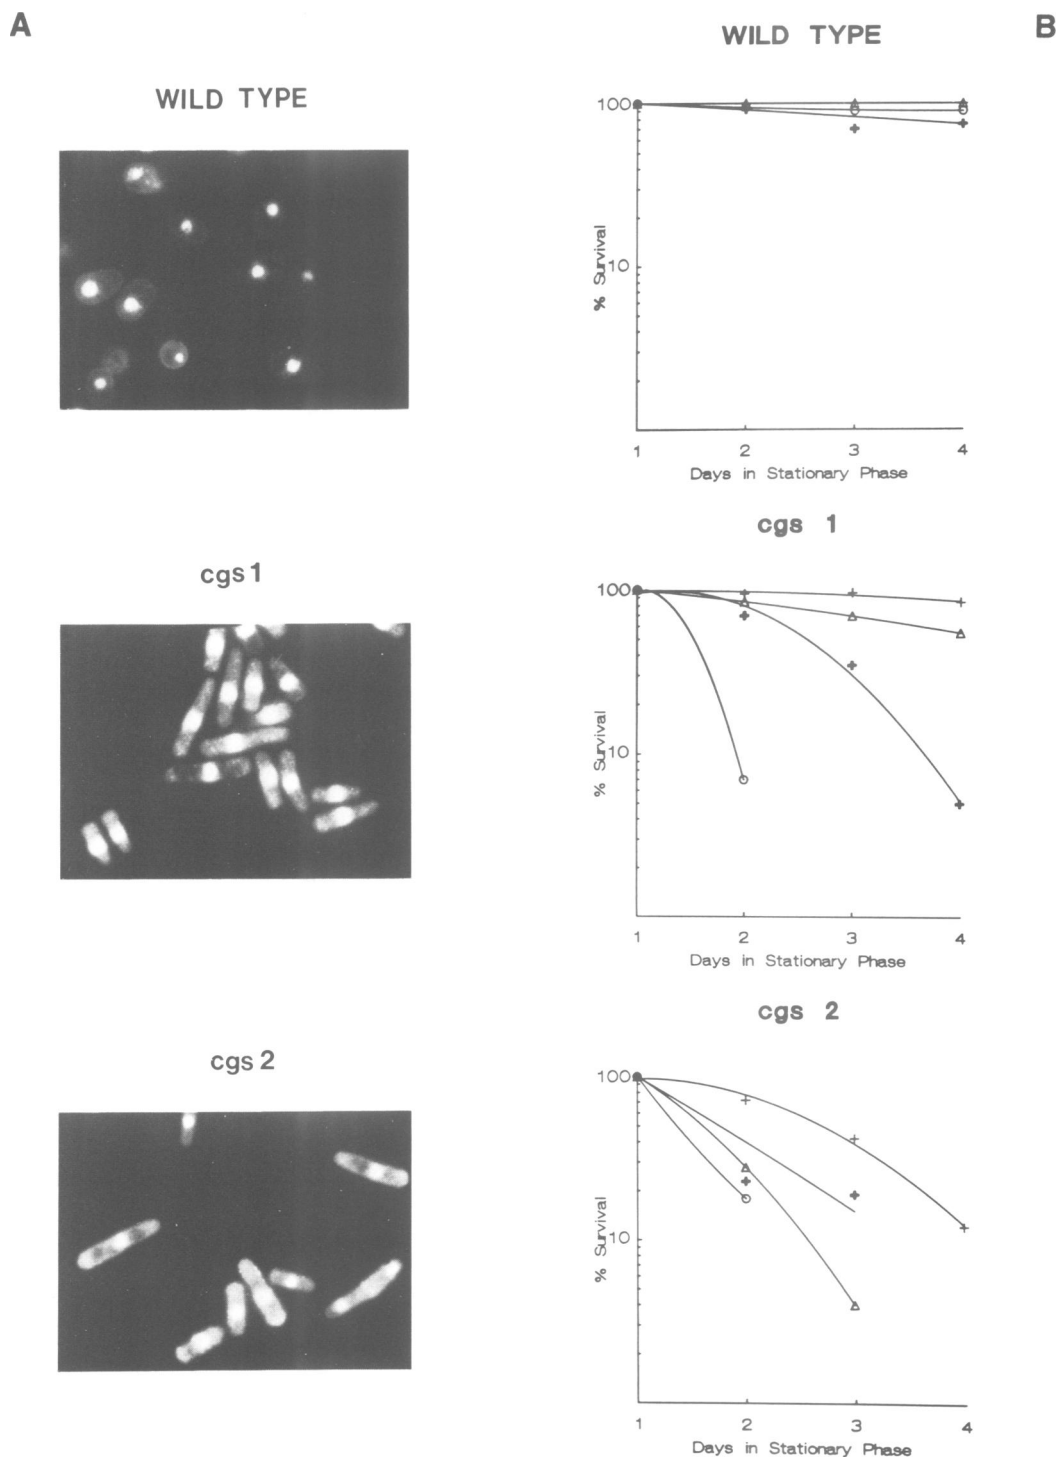 A
WILD TYPE
cgs1
cgs2
B
WILD TYPE
100
10
% Survival
1 2 3 4
Days in Stationary Phase
cgs 1
100
10
% Survival
1 2 3 4
Days in Stationary Phase
cgs 2
100
10
% Survival
1 2 3 4
Days in Stationary Phase